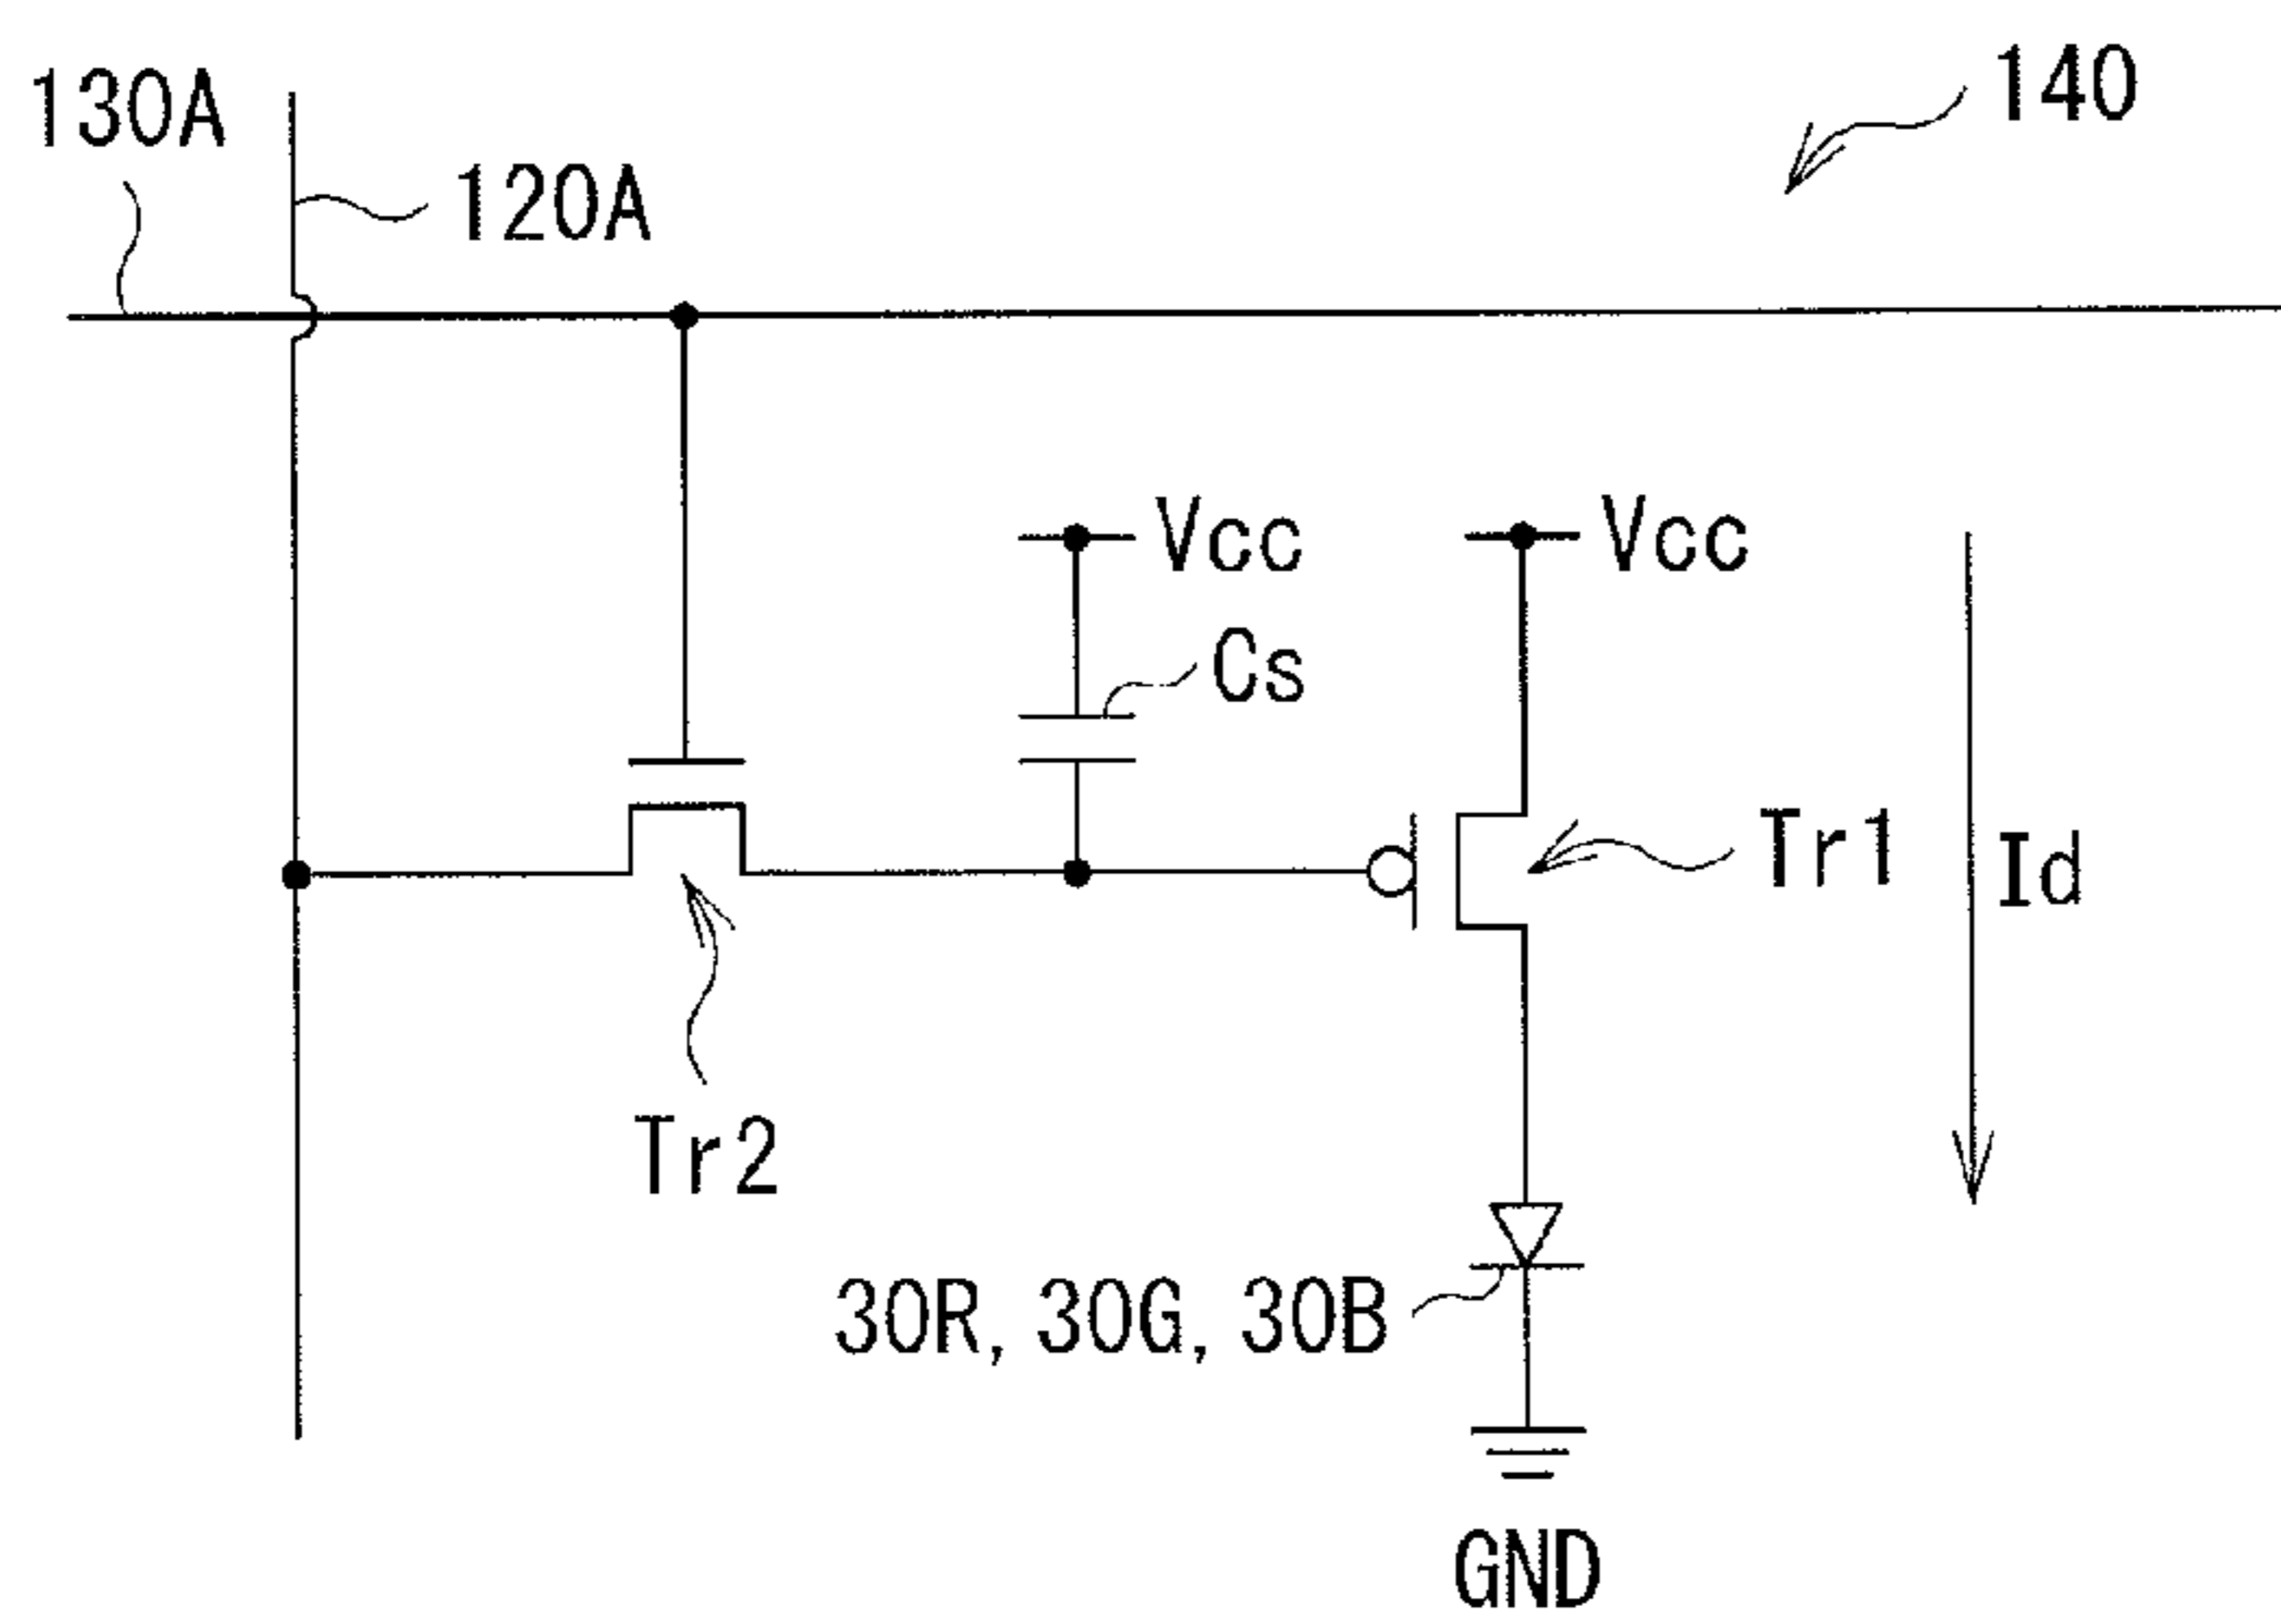 140
130A
120A
Vcc
Vcc
Cs
Tr1
Id
Tr2
30R, 30G, 30B
GND